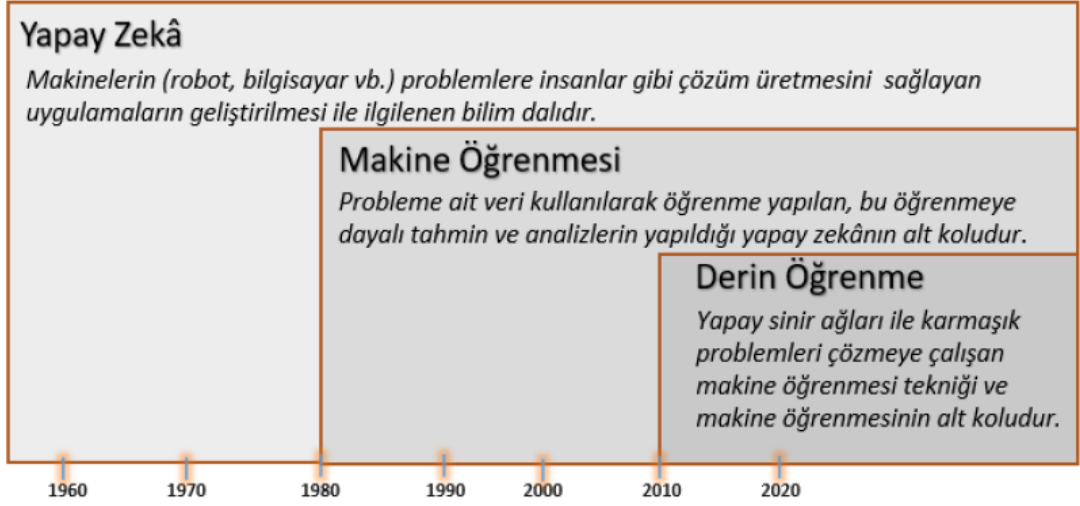 Yapay Zekâ
Makinelerin (robot, bilgisayar vb.) problemlere insanlar gibi çözüm üretmesini sağlayan
uygulamaların geliştirilmesi ile ilgilenen bilim dalıdır.
Makine Öğrenmesi
Probleme ait veri kullanılarak öğrenme yapılan, bu öğrenmeye
dayalı tahmin ve analizlerin yapıldığı yapay zekânın alt koludur.
Derin Öğrenme
Yapay sinir ağları ile karmaşık
problemleri çözmeye çalışan
makine öğrenmesi tekniği ve
makine öğrenmesinin alt koludur.
1960 1970 1980 1990 2000 2010 2020